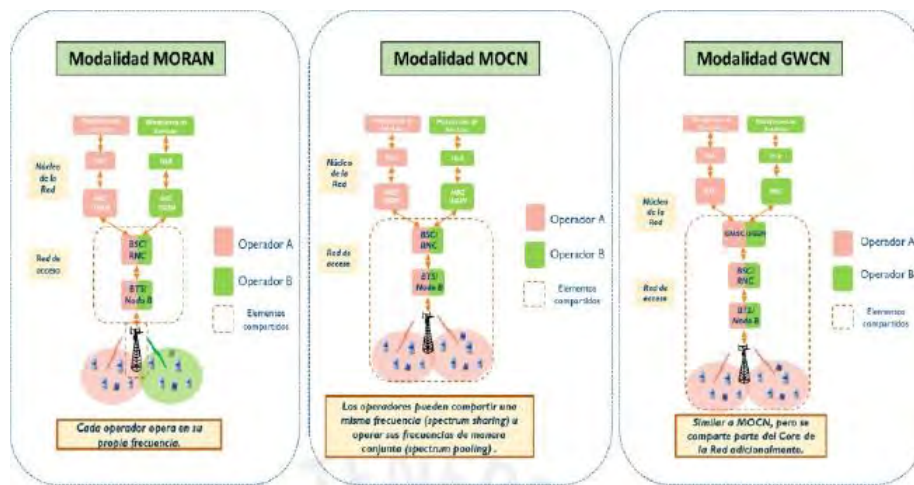 Modalidad MORAN
Núcleo
de la
Red
HLR
BSC/
RNC
Red de
acceso
BTS/
Nodo B
Operador A
Operador B
Elementos
compartidos
Cada operador opera en su
propia frecuencia.
Modalidad MOCN
Núcleo
de la
Red
HLR
BSC/
RNC
Red de
acceso
BTS/
Nodo B
Operador A
Operador B
Elementos
compartidos
Los operadores pueden compartir una
misma frecuencia (spectrum sharing) u
operar sus frecuencias de manera
conjunta (spectrum pooling) .
Modalidad GWCN
Núcleo
de la
Red
BSC/
RNC
Red de
acceso
BTS/
Nodo B
Operador A
Operador B
Elementos
compartidos
Similar a MOCN, pero se
comparte parte del Core de
la Red adicionalmente.